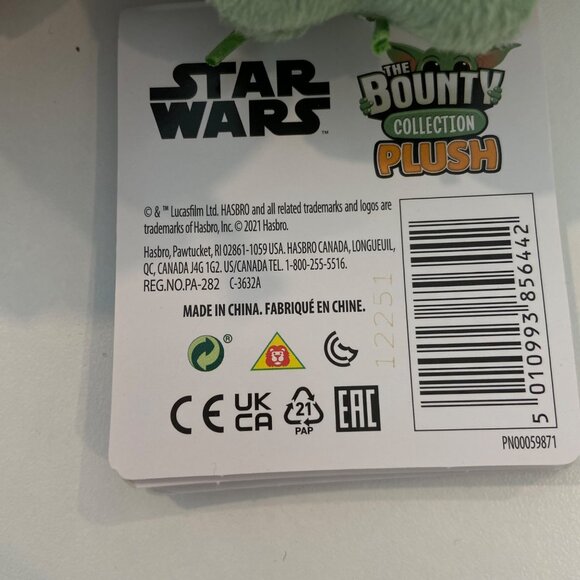 STAR
WARS™
THE
BOUNTY
COLLECTION
PLUSH
© & ™ Lucasfilm Ltd. HASBRO and all related trademarks and logos are
trademarks of Hasbro, Inc. © 2021 Hasbro.
Hasbro, Pawtucket, RI 02861-1059 USA. HASBRO CANADA, LONGUEUIL,
QC, CANADA J4G 1G2. US/CANADA TEL. 1-800-255-5516.
REG.NO.PA-282 C-3632A
MADE IN CHINA. FABRIQUÉ EN CHINE.
12251
®
CE
UK
CA
21
PAP
EAC
5 010993 856442
PN00059871